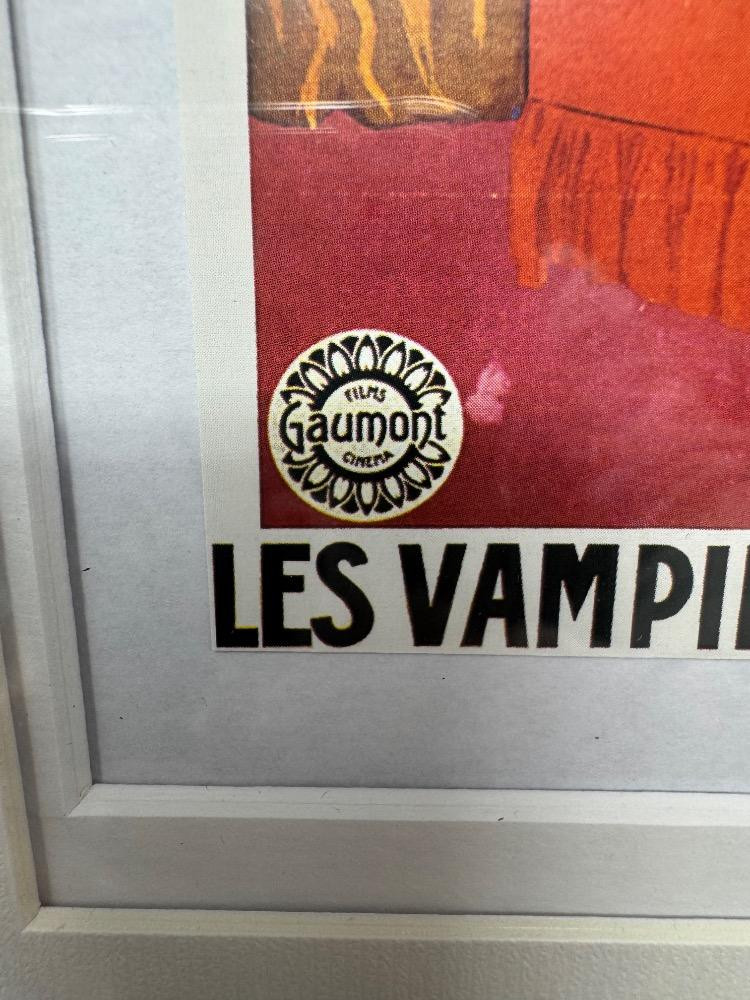 FILMS
Gaumont
CINEMA
LES VAMPI